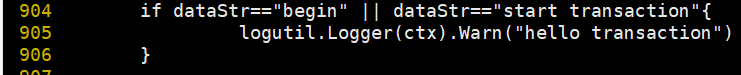 904 if dataStr=="begin" || dataStr=="start transaction"{
905 logutil.Logger(ctx).Warn("hello transaction")
906 }